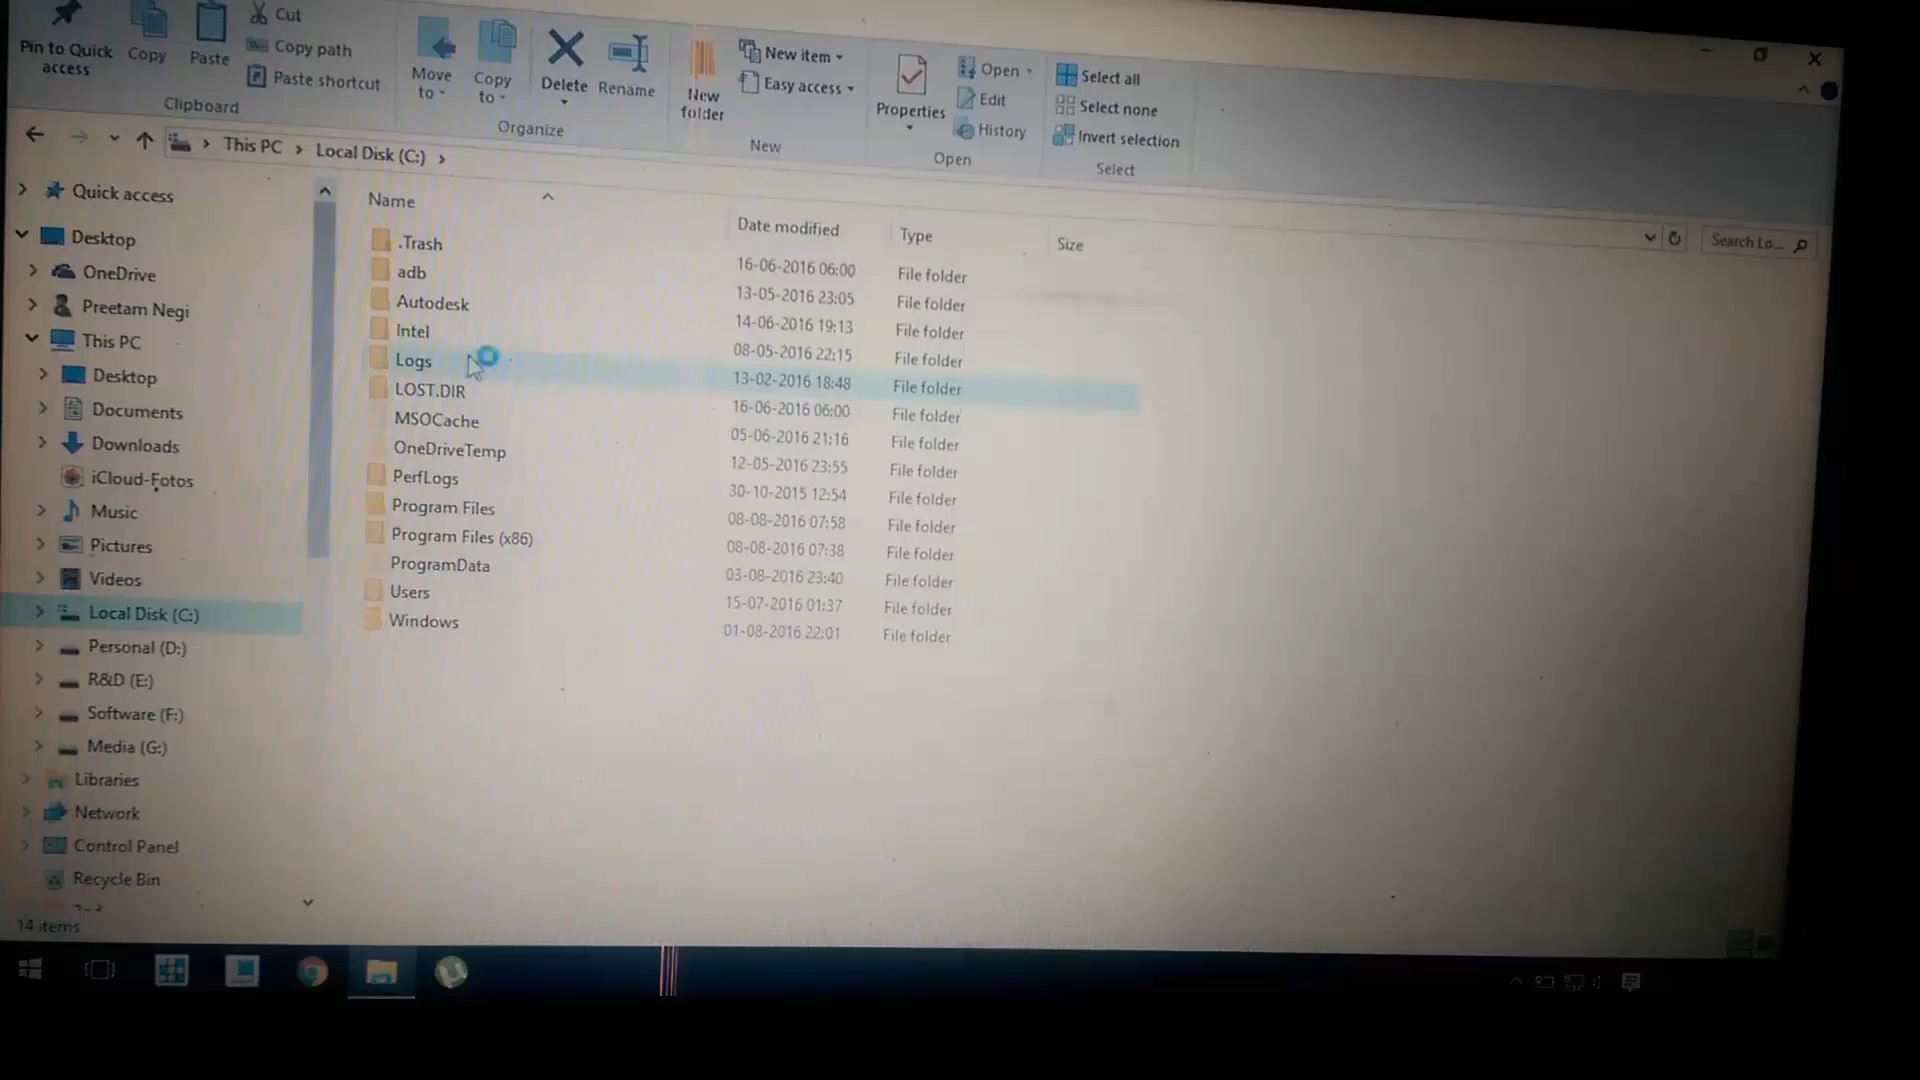 Pin to Quick access
Copy
Paste
Cut
Copy path
Paste shortcut
Clipboard
Move to
Copy to
Delete
Rename
Organize
New folder
New item
Easy access
New
Properties
Open
Edit
History
Open
Select all
Select none
Invert selection
Select
This PC > Local Disk (C:) >
Search Lo...
Quick access
Desktop
OneDrive
Preetam Negi
This PC
Desktop
Documents
Downloads
iCloud-Fotos
Music
Pictures
Videos
Local Disk (C:)
Personal (D:)
R&D (E:)
Software (F:)
Media (G:)
Libraries
Network
Control Panel
Recycle Bin
14 items
Name Date modified Type Size
.Trash 16-06-2016 06:00 File folder
adb 13-05-2016 23:05 File folder
Autodesk 14-06-2016 19:13 File folder
Intel 08-05-2016 22:15 File folder
Logs 13-02-2016 18:48 File folder
LOST.DIR 16-06-2016 06:00 File folder
MSOCache 05-06-2016 21:16 File folder
OneDriveTemp 12-05-2016 23:55 File folder
PerfLogs 30-10-2015 12:54 File folder
Program Files 08-08-2016 07:58 File folder
Program Files (x86) 08-08-2016 07:38 File folder
ProgramData 03-08-2016 23:40 File folder
Users 15-07-2016 01:37 File folder
Windows 01-08-2016 22:01 File folder